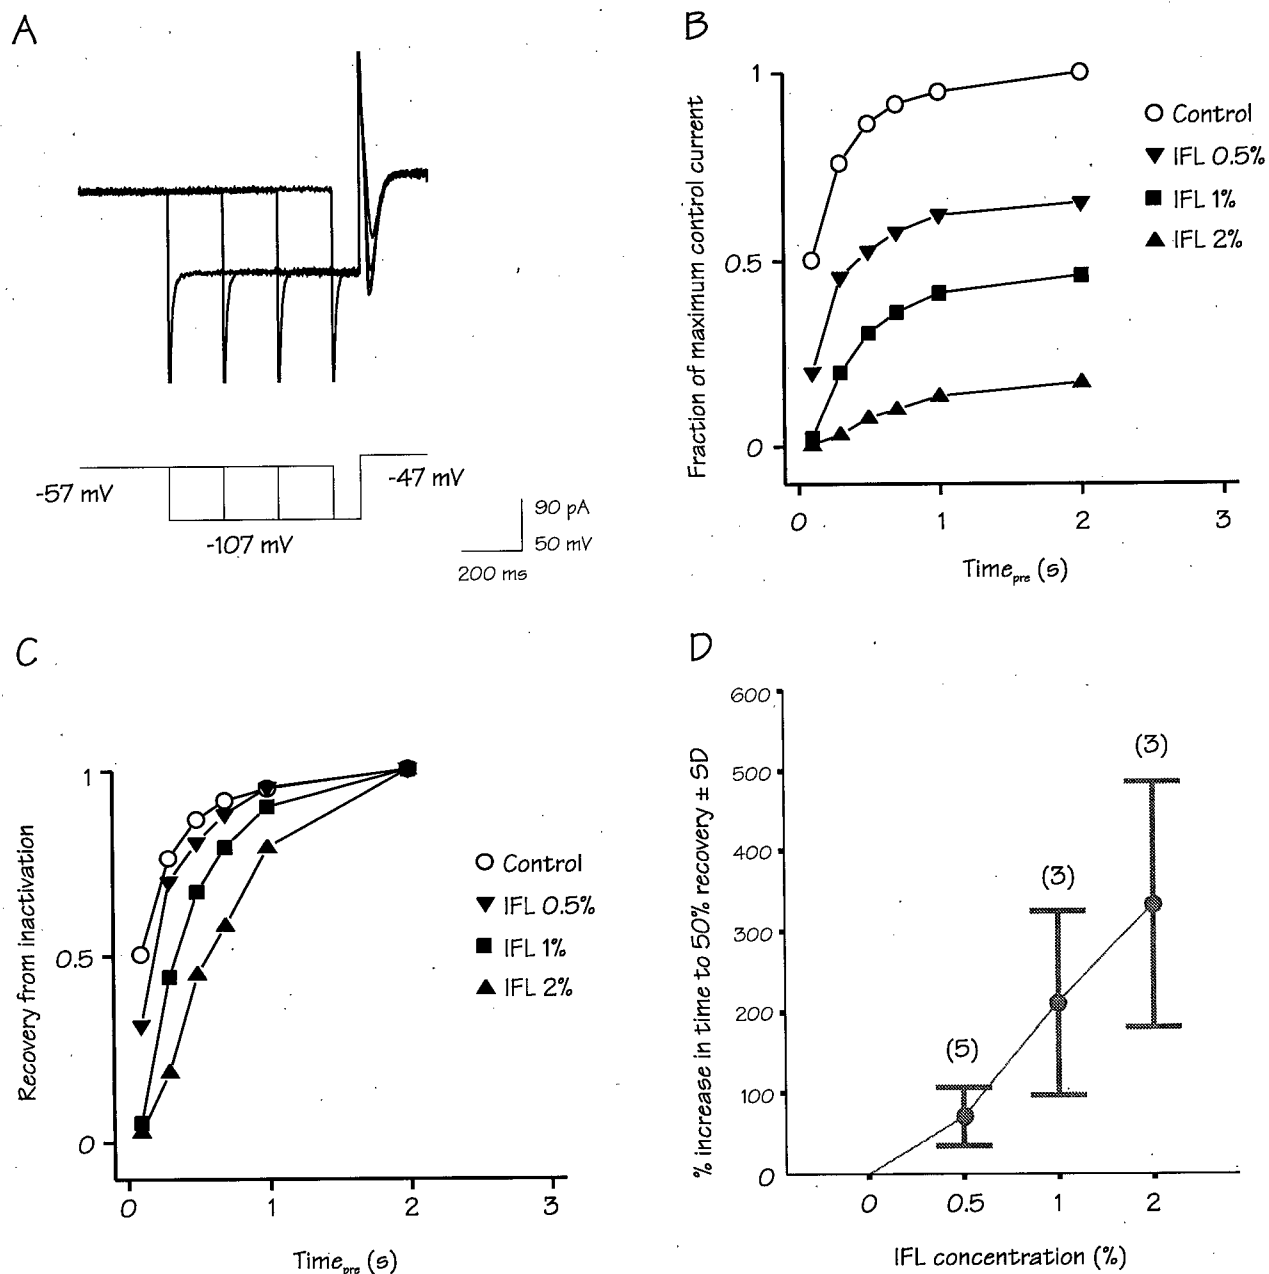 A
-57 mV
-107 mV
-47 mV
90 pA
50 mV
200 ms
B
Fraction of maximum control current
1
0.5
0
0 1 2 3
Time_pre (s)
Control
IFL 0.5%
IFL 1%
IFL 2%
C
Recovery from inactivation
1
0.5
0
0 1 2 3
Time_pre (s)
Control
IFL 0.5%
IFL 1%
IFL 2%
D
% increase in time to 50% recovery ± SD
600
500
400
300
200
100
0
(5)
(3)
(3)
0 0.5 1 2
IFL concentration (%)